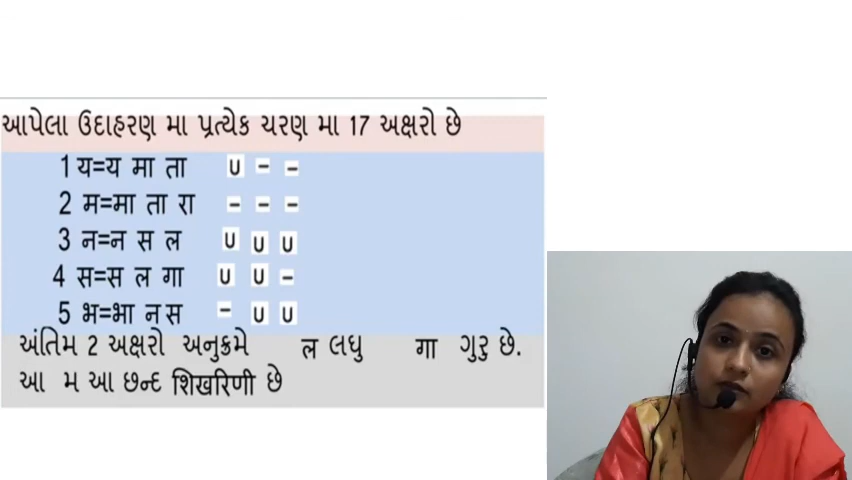 આપેલા ઉદાહરણ મા પ્રત્યેક ચરણ મા 17 અક્ષરો છે
1 ય=ય મા તા U – –
2 મ=મા તા રા – – –
3 ન=ન સ લ U U U
4 સ=સ લ ગા U U –
5 ભ=ભા ન સ – U U
અંતિમ 2 અક્ષરો અનુક્રમે લ લઘુ ગા ગુરુ છે.
આ મ આ છન્દ શિખરિણી છે